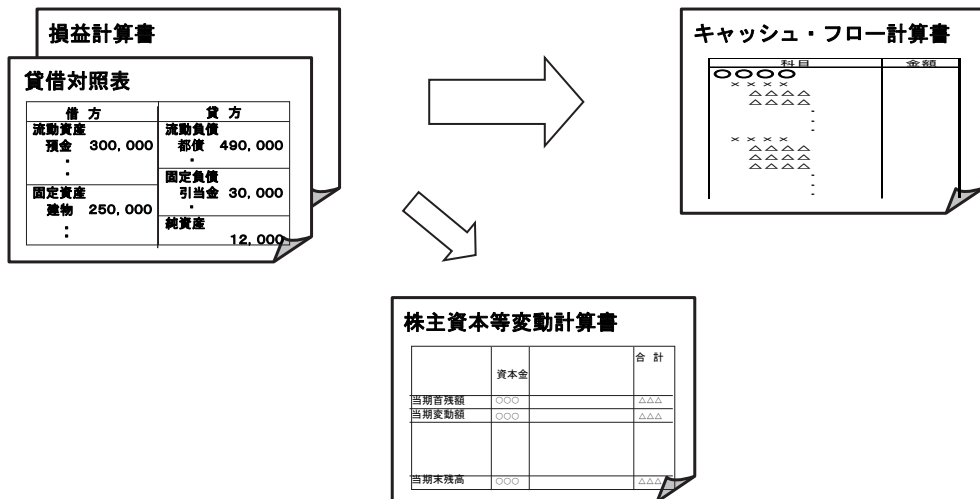 損益計算書
貸借対照表
借 方 貸 方
流動資産 流動負債
預金 300,000 都債 490,000
・ ・
・ 固定負債
固定資産 引当金 30,000
建物 250,000 ・
： 純資産
12,000
キャッシュ・フロー計算書
科目 金額
○○○○
××××
△△△△
△△△△
・
・
・
××××
△△△△
△△△△
△△△△
・
・
・
株主資本等変動計算書
資本金 合 計
当期首残額 ○○○ △△△
当期変動額 ○○○ △△△
当期末残高 ○○○ △△△